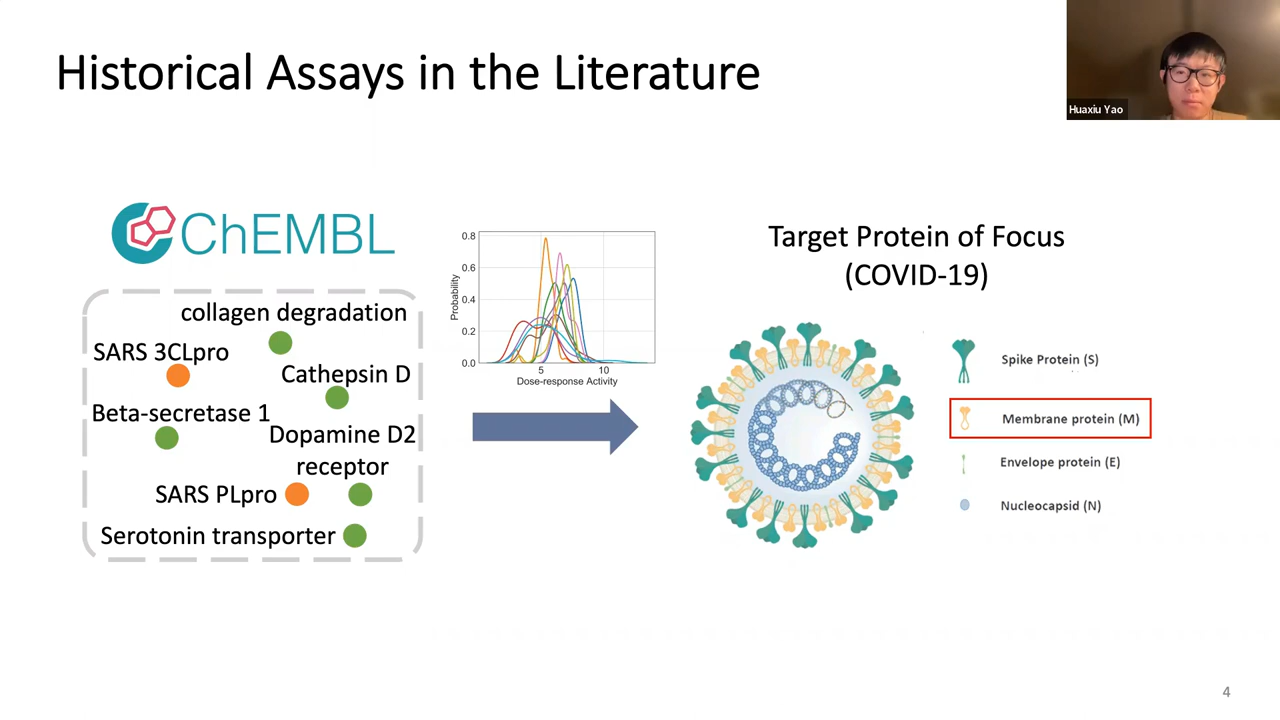 Historical Assays in the Literature
Huaxiu Yao
ChEMBL
collagen degradation
SARS 3CLpro
Cathepsin D
Beta-secretase 1
Dopamine D2
receptor
SARS PLpro
Serotonin transporter
0.8
0.6
0.4
0.2
0.0
Probability
5
10
Dose-response Activity
Target Protein of Focus
(COVID-19)
Spike Protein (S)
Membrane protein (M)
Envelope protein (E)
Nucleocapsid (N)
4